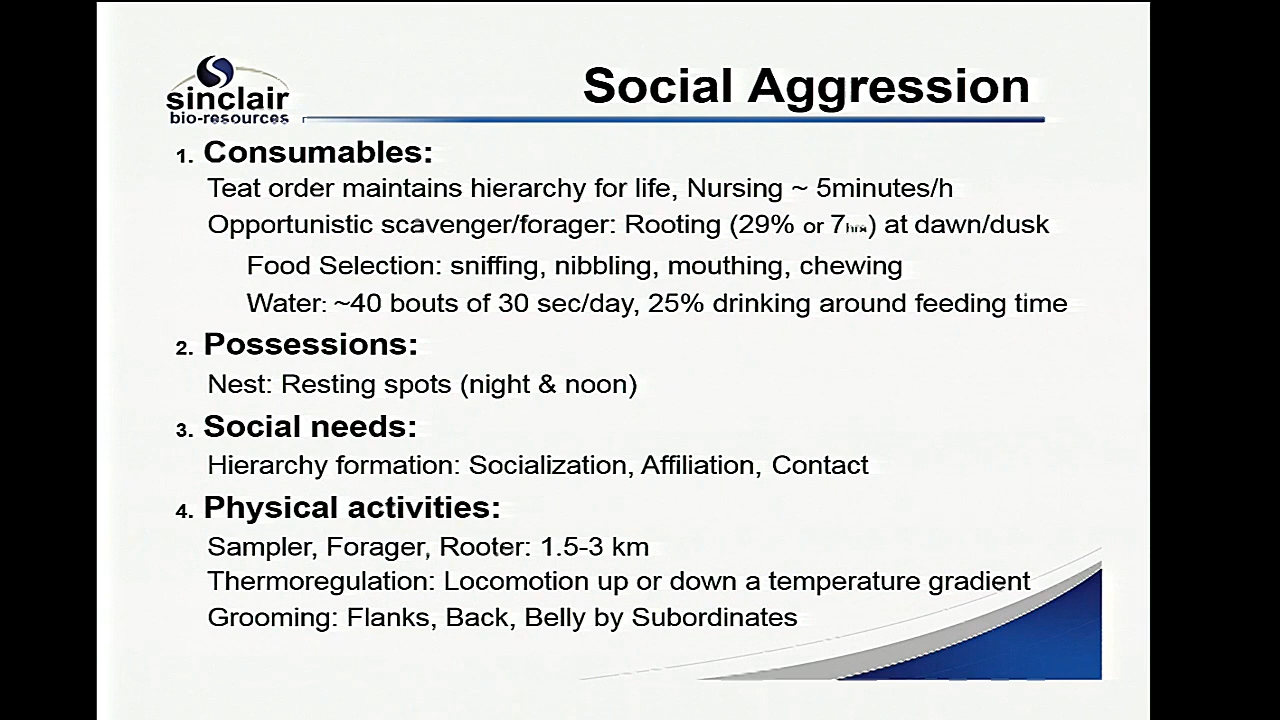 sinclair
bio-resources
Social Aggression
1. Consumables:
Teat order maintains hierarchy for life, Nursing ~ 5minutes/h
Opportunistic scavenger/forager: Rooting (29% or 7hrs) at dawn/dusk
Food Selection: sniffing, nibbling, mouthing, chewing
Water: ~40 bouts of 30 sec/day, 25% drinking around feeding time
2. Possessions:
Nest: Resting spots (night & noon)
3. Social needs:
Hierarchy formation: Socialization, Affiliation, Contact
4. Physical activities:
Sampler, Forager, Rooter: 1.5-3 km
Thermoregulation: Locomotion up or down a temperature gradient
Grooming: Flanks, Back, Belly by Subordinates